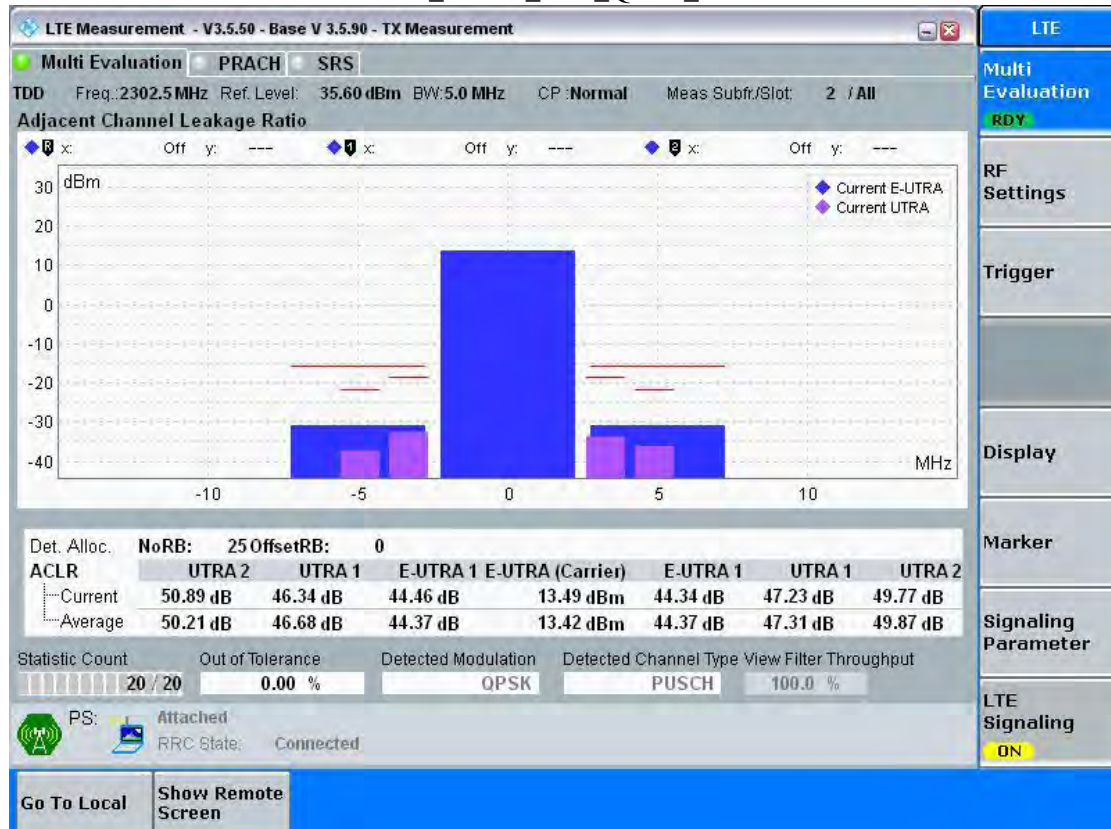 LTE Measurement - V3.5.50 - Base V 3.5.90 - TX Measurement
LTE
Multi Evaluation PRACH SRS
TDD Freg.:2302.5 MHz Ref. Level: 35.60 dBm BW:5.0 MHz CP :Normal Meas Subfr./Slot: 2 / All
Adjacent Channel Leakage Ratio
R x: Off y: --- 1 x: Off y: --- 2 x: Off y: ---
dBm
Current E-UTRA
Current UTRA
30
20
10
0
-10
-20
-30
-40
MHz
-10 -5 0 5 10
Det. Alloc. NoRB: 25 OffsetRB: 0
ACLR UTRA 2 UTRA 1 E-UTRA 1 E-UTRA (Carrier) E-UTRA 1 UTRA 1 UTRA 2
Current 50.89 dB 46.34 dB 44.46 dB 13.49 dBm 44.34 dB 47.23 dB 49.77 dB
Average 50.21 dB 46.68 dB 44.37 dB 13.42 dBm 44.37 dB 47.31 dB 49.87 dB
Statistic Count Out of Tolerance Detected Modulation Detected Channel Type View Filter Throughput
20 / 20 0.00 % QPSK PUSCH 100.0 %
PS: Attached
RRC State: Connected
Multi
Evaluation
RDY
RF
Settings
Trigger
Display
Marker
Signaling
Parameter
LTE
Signaling
ON
Go To Local
Show Remote
Screen